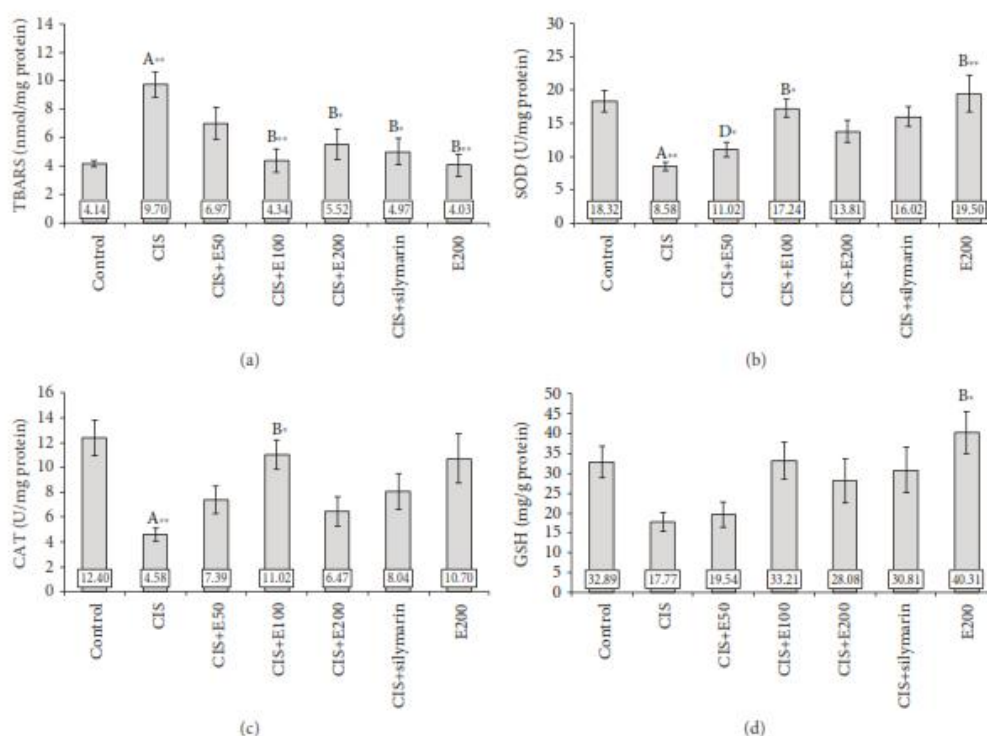 14
12
10
8
6
4
2
0
TBARS (nmol/mg protein)
A**
B**
B*
B*
B**
4.14 9.70 6.97 4.34 5.52 4.97 4.03
Control
CIS
CIS+E50
CIS+E100
CIS+E200
CIS+silymarin
E200
(a)
30
25
20
15
10
5
0
SOD (U/mg protein)
A**
D*
B*
B**
18.32 8.58 11.02 17.24 13.81 16.02 19.50
Control
CIS
CIS+E50
CIS+E100
CIS+E200
CIS+silymarin
E200
(b)
16
14
12
10
8
6
4
2
0
CAT (U/mg protein)
A**
B*
12.40 4.58 7.39 11.02 6.47 8.04 10.70
Control
CIS
CIS+E50
CIS+E100
CIS+E200
CIS+silymarin
E200
(c)
50
45
40
35
30
25
20
15
10
5
0
GSH (mg/g protein)
B*
32.89 17.77 19.54 33.21 28.08 30.81 40.31
Control
CIS
CIS+E50
CIS+E100
CIS+E200
CIS+silymarin
E200
(d)